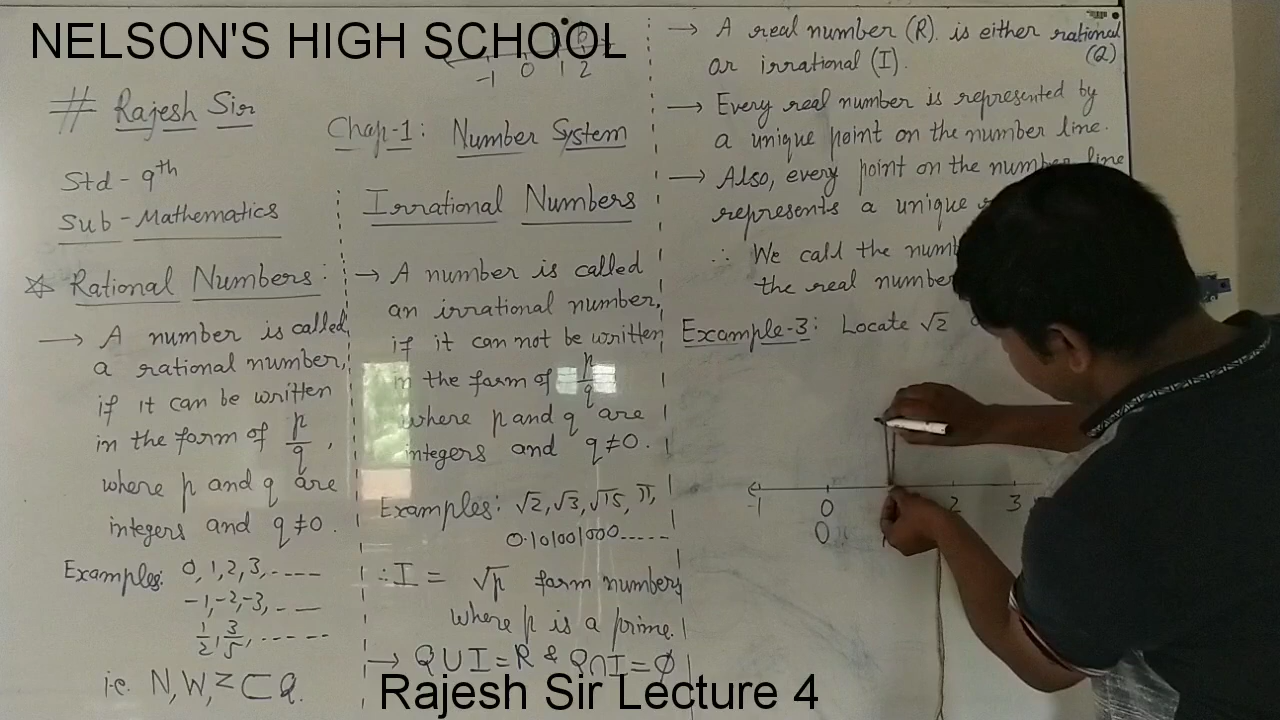 NELSON'S HIGH SCHOOL
-1 0 1 2
# Rajesh Sir
Std - 9th
Sub - Mathematics
Chap-1: Number System
☆ Rational Numbers:
→ A number is called
a rational number,
if it can be written
in the form of p/q,
where p and q are
integers and q≠0.
Examples: 0, 1, 2, 3, ----
-1, -2, -3, - —
1/2, 3/5, -----
i.e. N, W, Z ⊂ Q.
Irrational Numbers
→ A number is called
an irrational number,
if it can not be written
in the form of p/q
where p and q are
integers and q≠0.
Examples: √2, √3, √15, π,
0.101001000-----
∴ I = √p form numbers
where p is a prime.
→ Q∪I=R & Q∩I=∅
→ A real number (R). is either rational
(Q)
or irrational (I).
→ Every real number is represented by
a unique point on the number line.
→ Also, every point on the number line
represents a unique
∴ We call the
the real number
Example-3: Locate √2
-1 0 2 3
0
Rajesh Sir Lecture 4